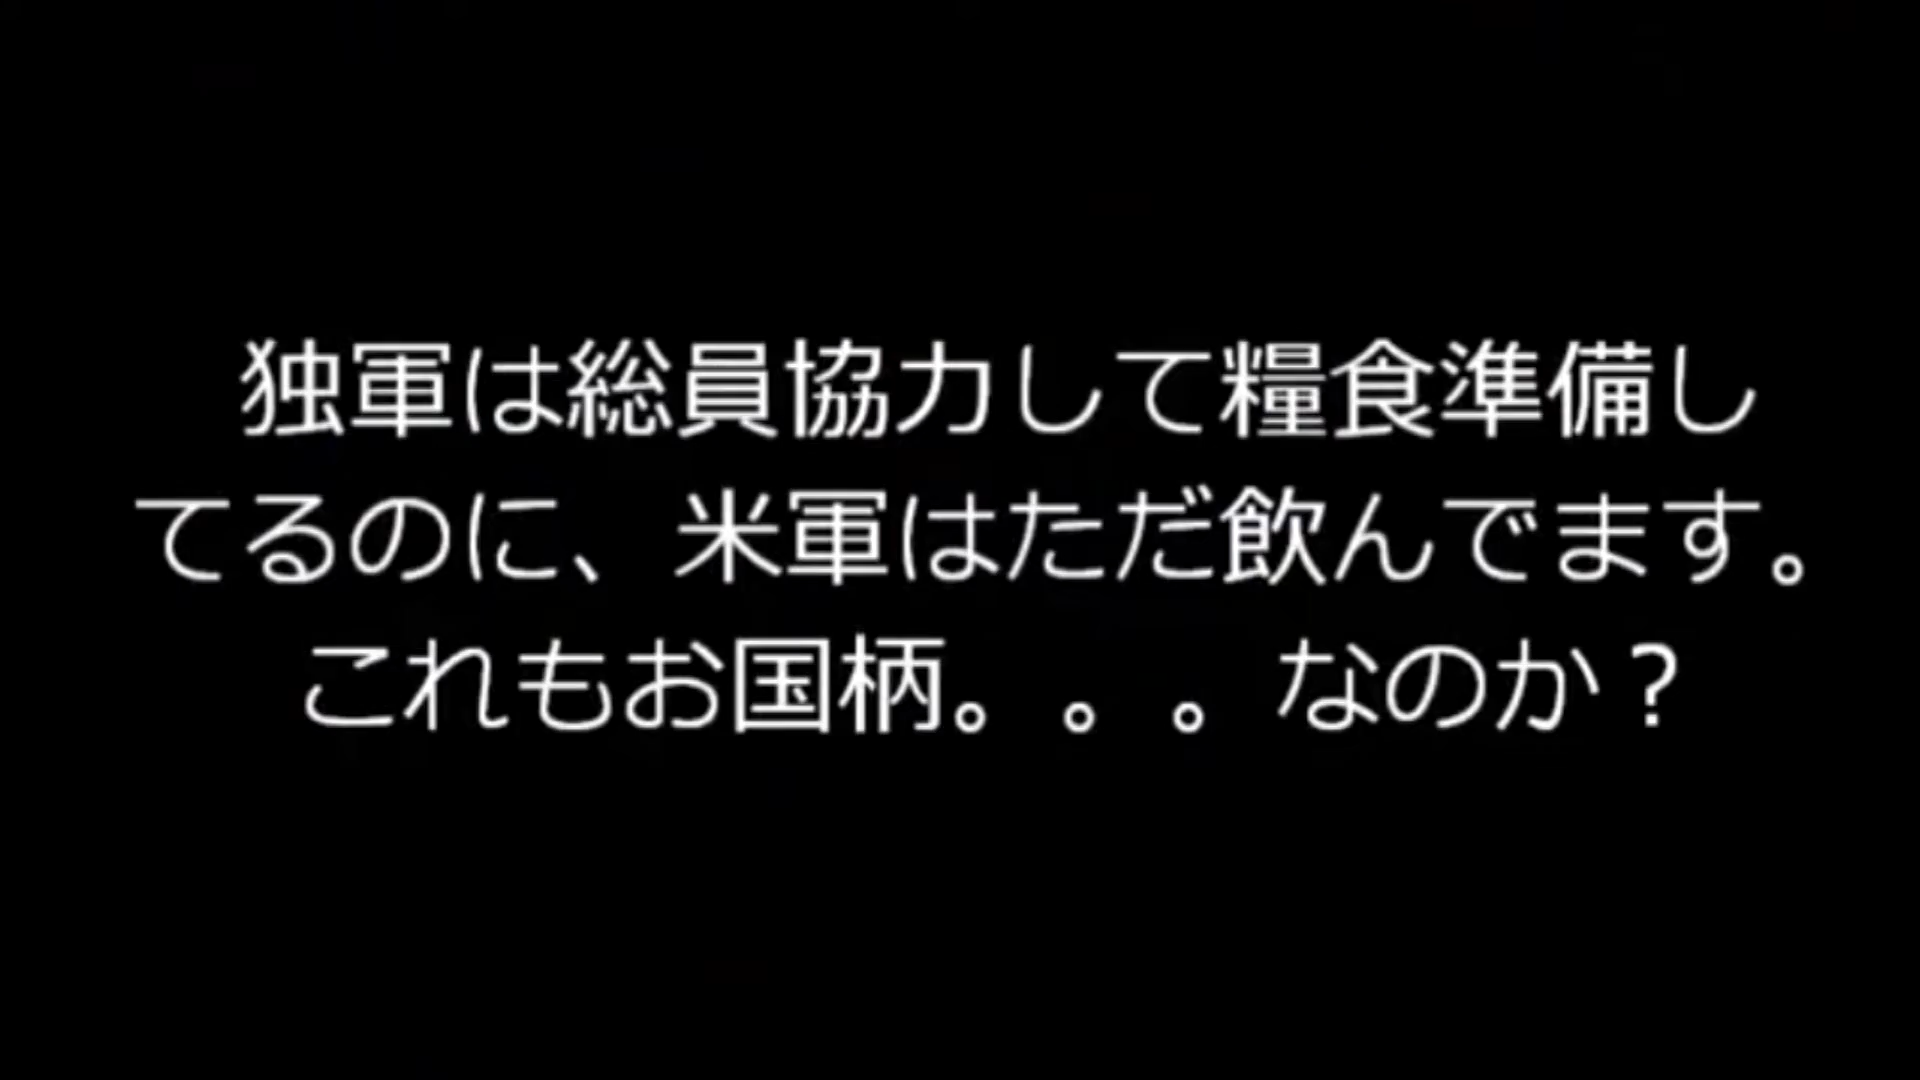 独軍は総員協力して糧食準備し
てるのに、米軍はただ飲んでます。
これもお国柄。。。なのか？